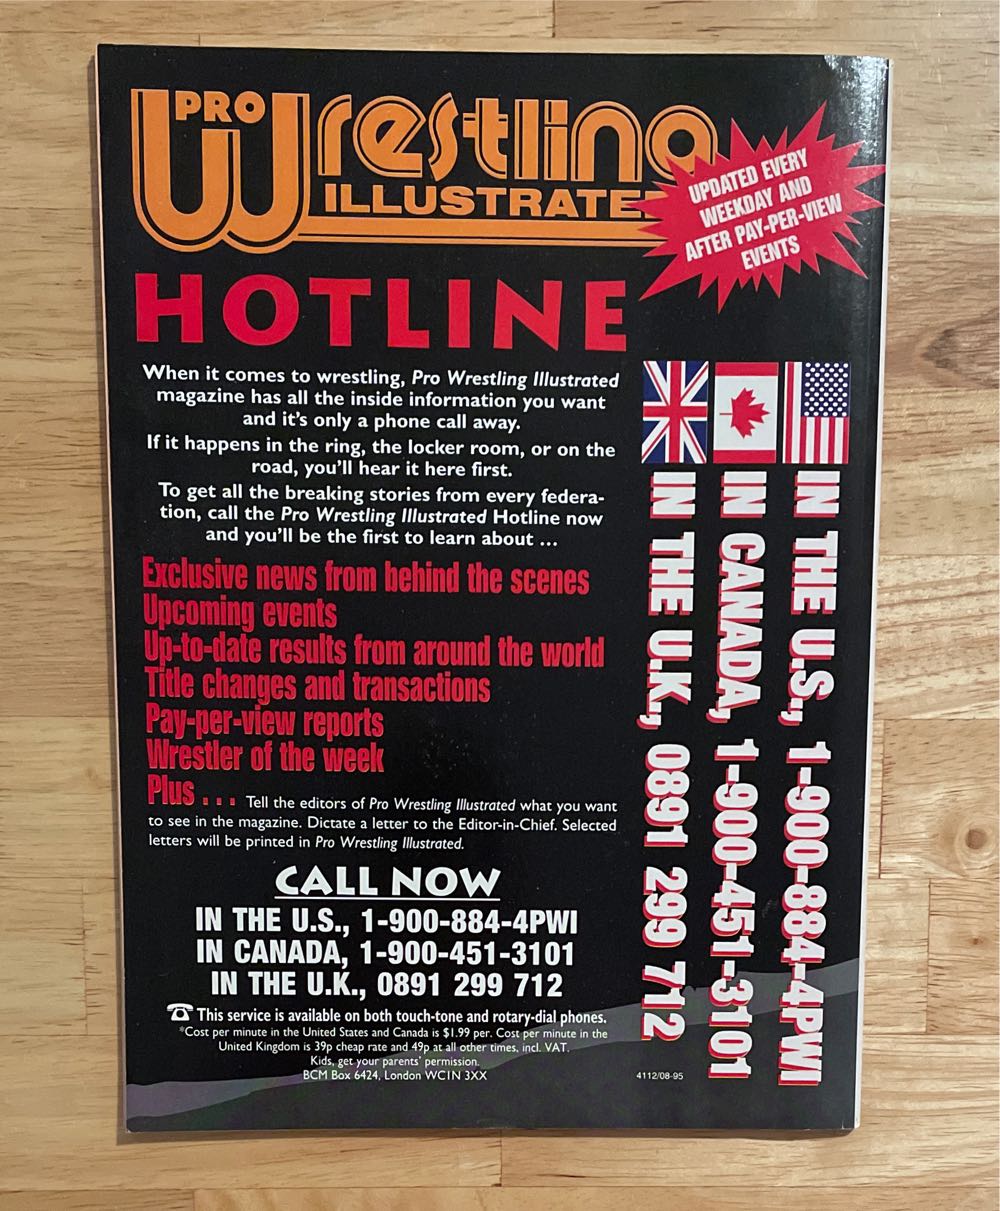 PRO
Wrestling
ILLUSTRATE
UPDATED EVERY
WEEKDAY AND
AFTER PAY-PER-VIEW
EVENTS
HOTLINE
When it comes to wrestling, Pro Wrestling Illustrated
magazine has all the inside information you want
and it's only a phone call away.
If it happens in the ring, the locker room, or on the
road, you'll hear it here first.
To get all the breaking stories from every federa-
tion, call the Pro Wrestling Illustrated Hotline now
and you'll be the first to learn about ...
Exclusive news from behind the scenes
Upcoming events
Up-to-date results from around the world
Title changes and transactions
Pay-per-view reports
Wrestler of the week
Plus . . . Tell the editors of Pro Wrestling Illustrated what you want
to see in the magazine. Dictate a letter to the Editor-in-Chief. Selected
letters will be printed in Pro Wrestling Illustrated.
CALL NOW
IN THE U.S., 1-900-884-4PWI
IN CANADA, 1-900-451-3101
IN THE U.K., 0891 299 712
☎ This service is available on both touch-tone and rotary-dial phones.
*Cost per minute in the United States and Canada is $1.99 per. Cost per minute in the
United Kingdom is 39p cheap rate and 49p at all other times, incl. VAT.
Kids, get your parents' permission.
BCM Box 6424, London WC1N 3XX
IN THE U.S., 1-900-884-4PWI
IN CANADA, 1-900-451-3101
IN THE U.K., 0891 299 712
4112/08-95